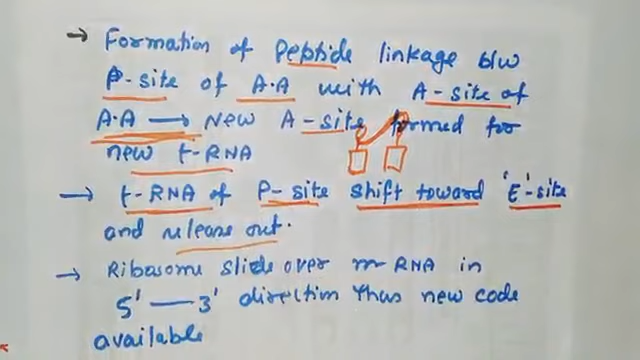 → Formation of peptide linkage b/w
P-site of A.A with A-site of
A.A → New A-site formed for
new t-RNA
→ t-RNA of P-site shift toward 'E'-site
and release out.
→ Ribosome slide over m-RNA in
5' — 3' direction thus new code
available